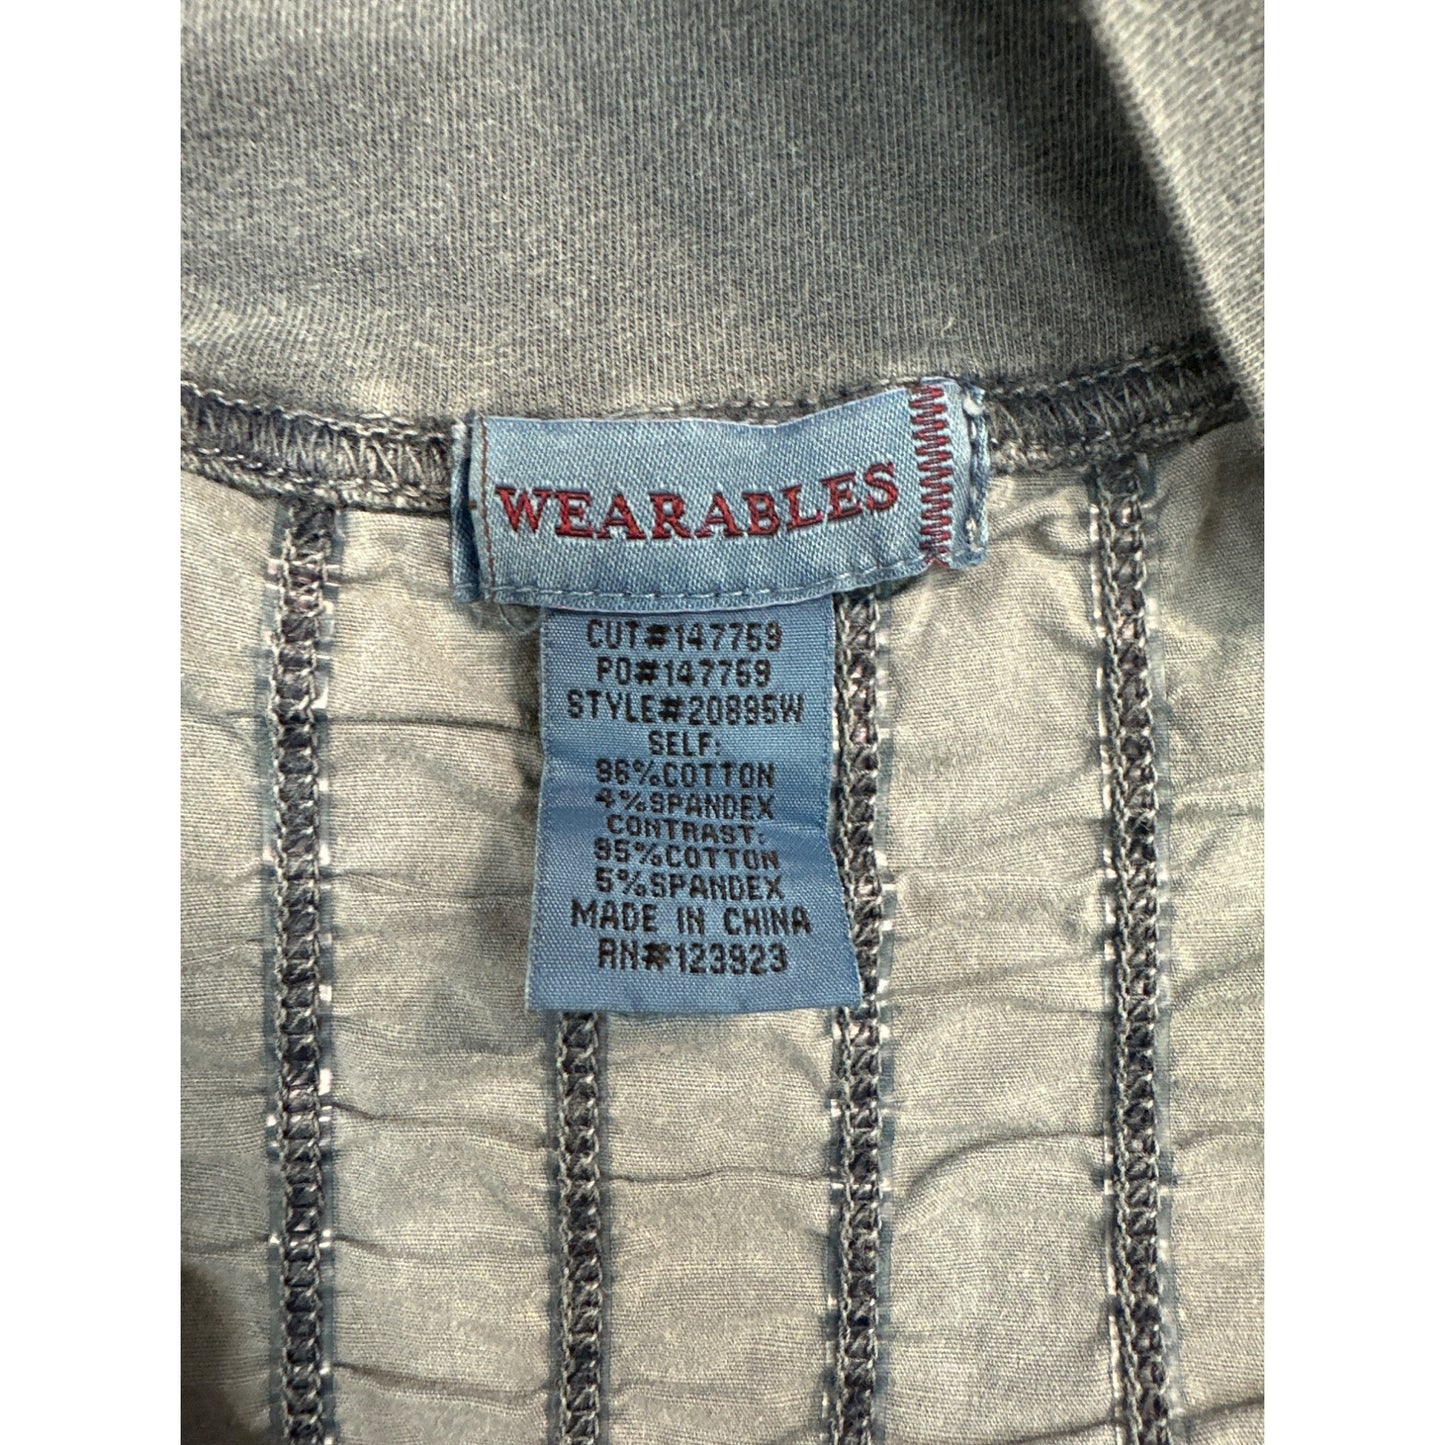 WEARABLES
CUT#147759
PO#147759
STYLE#20895W
SELF:
96%COTTON
4%SPANDEX
CONTRAST:
95%COTTON
5%SPANDEX
MADE IN CHINA
RN#123923